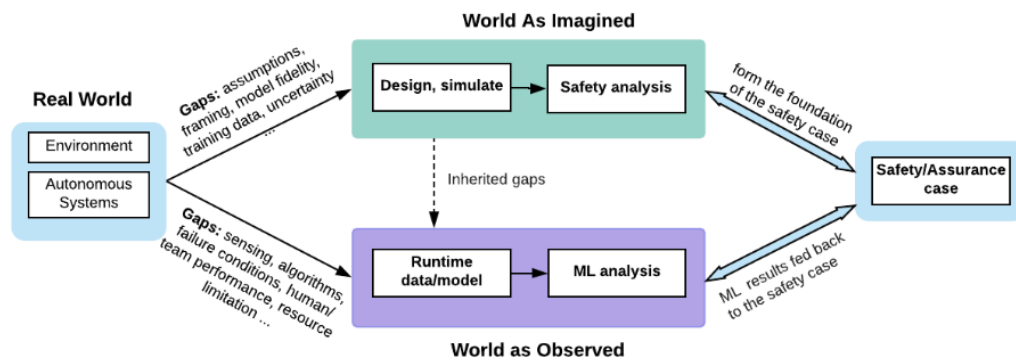 World As Imagined
Real World
Environment
Autonomous
Systems
Gaps: assumptions,
framing, model fidelity,
training data, uncertainty
...
Design, simulate
Safety analysis
form the foundation
of the safety case
Inherited gaps
Safety/Assurance
case
Gaps: sensing, algorithms,
failure conditions, human/
team performance, resource
limitation ...
Runtime
data/model
ML analysis
ML results fed back
to the safety case
World as Observed